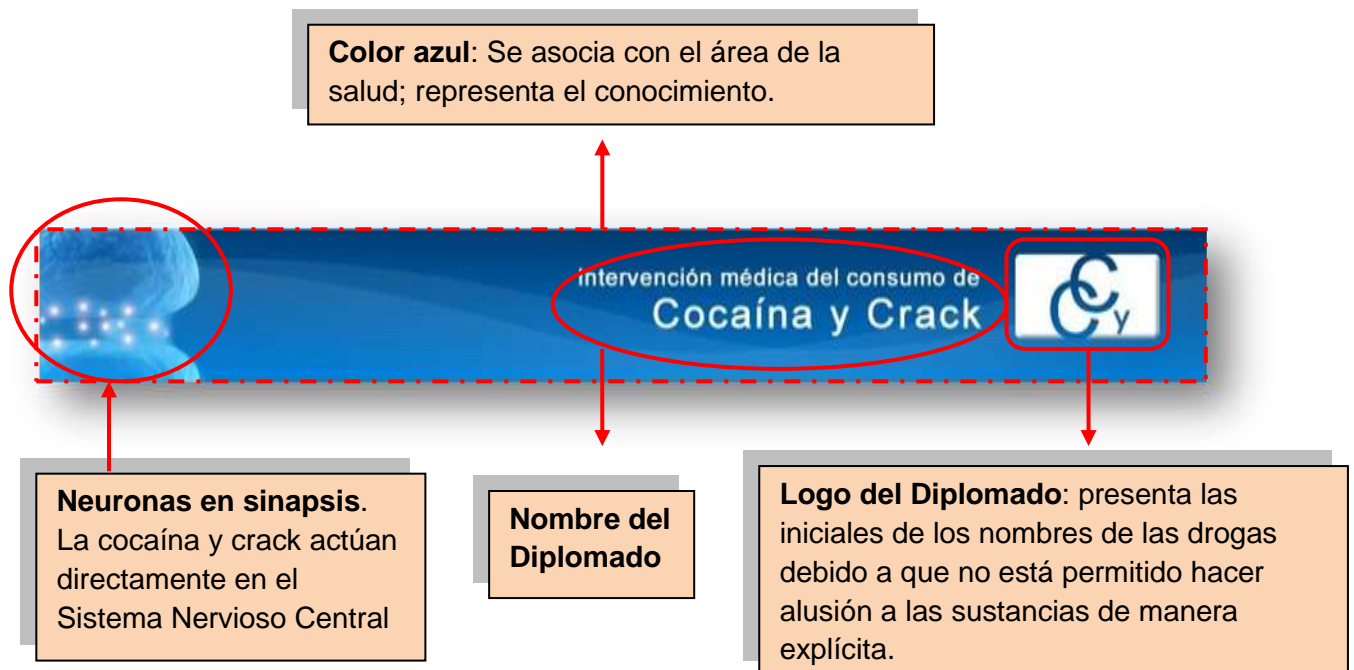 Color azul: Se asocia con el área de la
salud; representa el conocimiento.
Intervención médica del consumo de
Cocaína y Crack
CCy
Neuronas en sinapsis.
La cocaína y crack actúan
directamente en el
Sistema Nervioso Central
Nombre del
Diplomado
Logo del Diplomado: presenta las
iniciales de los nombres de las drogas
debido a que no está permitido hacer
alusión a las sustancias de manera
explícita.